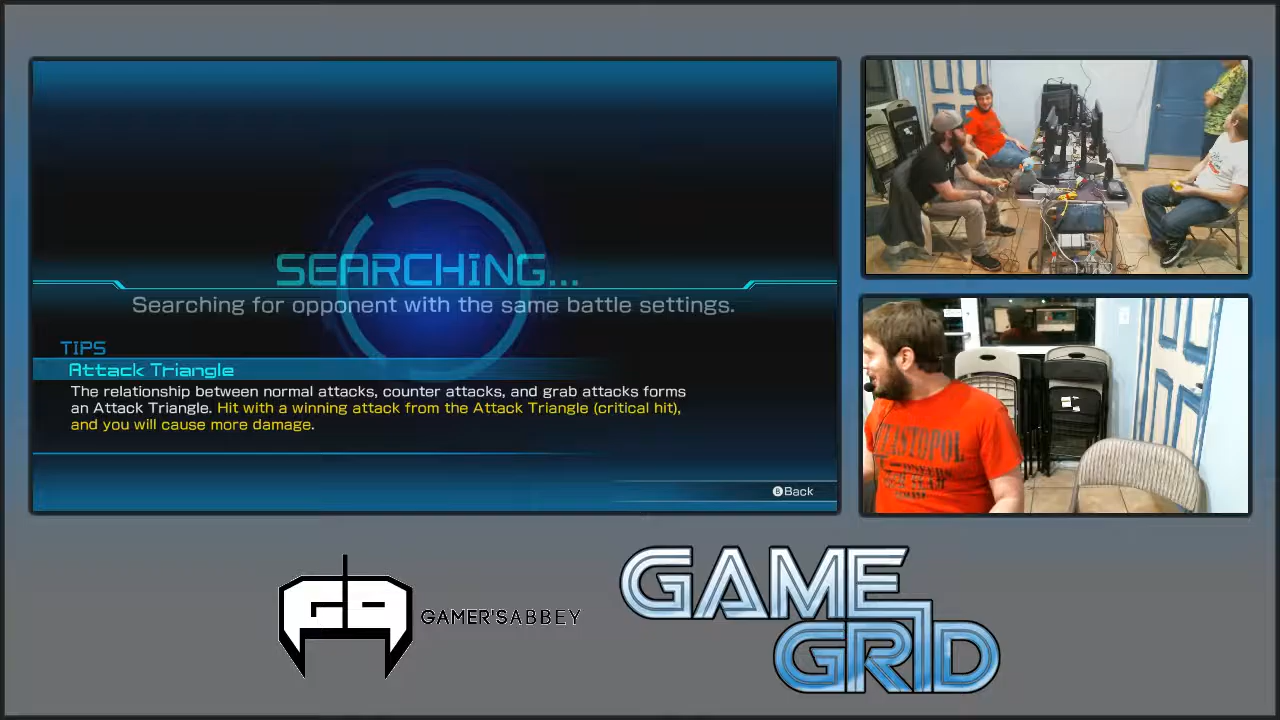 SEARCHING...
Searching for opponent with the same battle settings.
TIPS
Attack Triangle
The relationship between normal attacks, counter attacks, and grab attacks forms
an Attack Triangle. Hit with a winning attack from the Attack Triangle (critical hit),
and you will cause more damage.
B Back
GA
GAMER'SABBEY
GAME
GRID